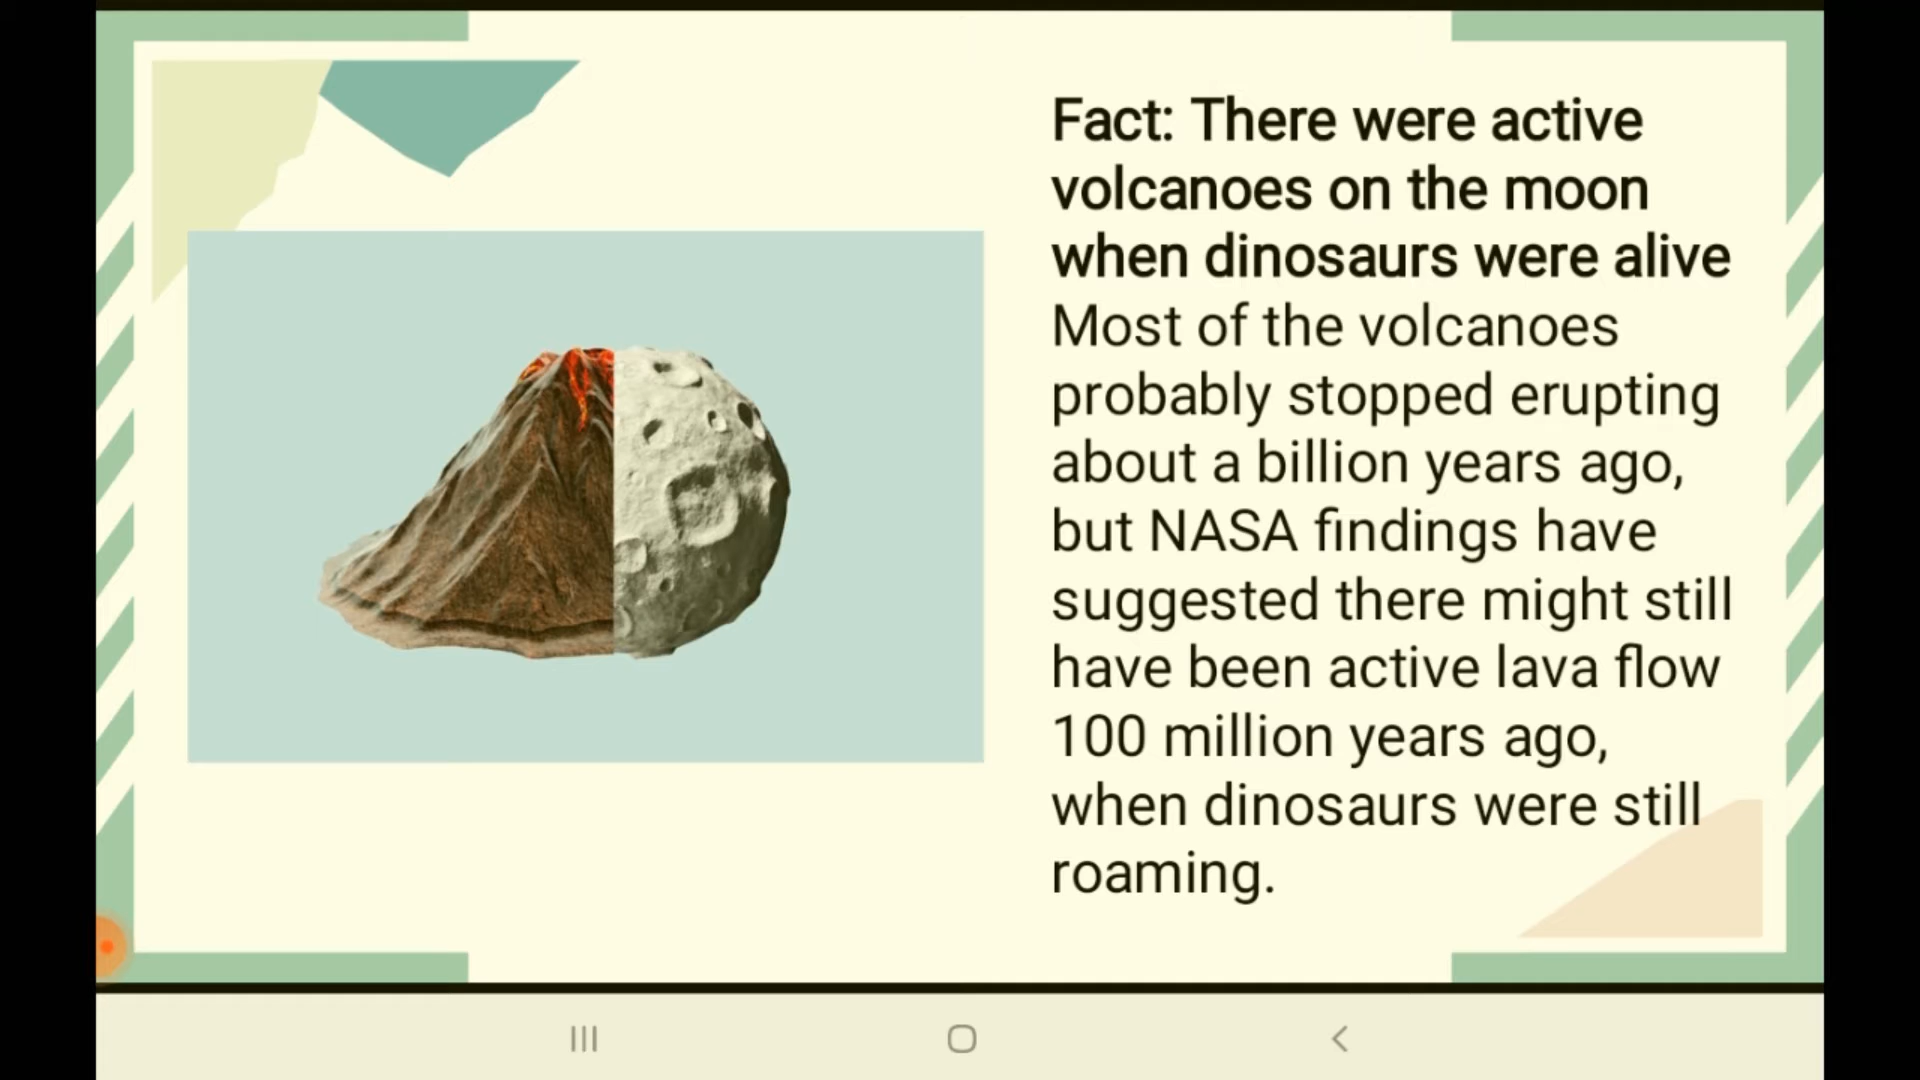 Fact: There were active
volcanoes on the moon
when dinosaurs were alive
Most of the volcanoes
probably stopped erupting
about a billion years ago,
but NASA findings have
suggested there might still
have been active lava flow
100 million years ago,
when dinosaurs were still
roaming.